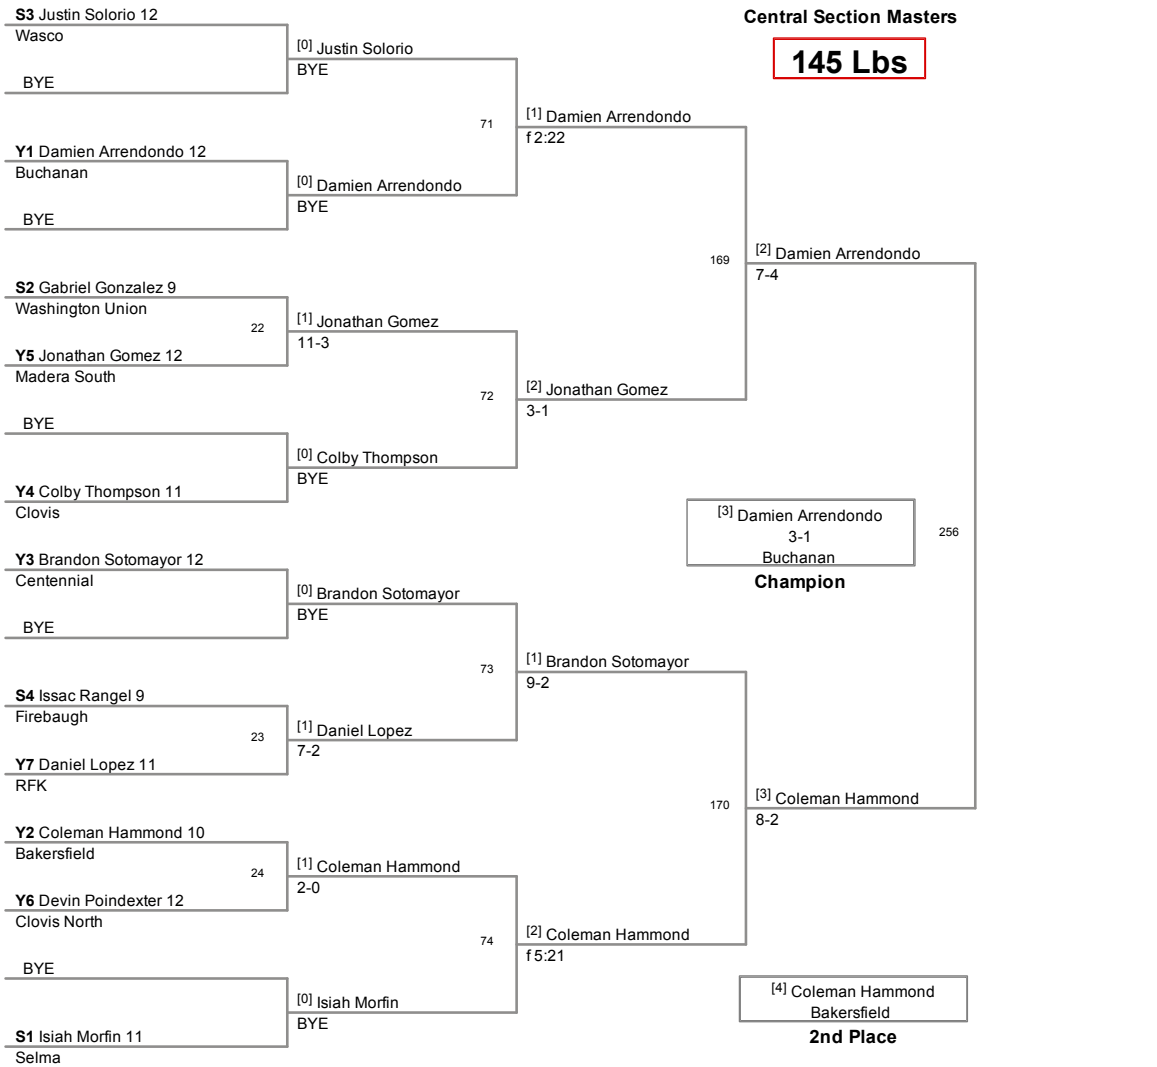 S3 Justin Solorio 12
Wasco
BYE
Y1 Damien Arrendondo 12
Buchanan
BYE
S2 Gabriel Gonzalez 9
Washington Union
22
Y5 Jonathan Gomez 12
Madera South
BYE
Y4 Colby Thompson 11
Clovis
Y3 Brandon Sotomayor 12
Centennial
BYE
S4 Issac Rangel 9
Firebaugh
23
Y7 Daniel Lopez 11
RFK
Y2 Coleman Hammond 10
Bakersfield
24
Y6 Devin Poindexter 12
Clovis North
BYE
S1 Isiah Morfin 11
Selma
[0] Justin Solorio
BYE
71
[0] Damien Arrendondo
BYE
[1] Jonathan Gomez
11-3
72
[0] Colby Thompson
BYE
[0] Brandon Sotomayor
BYE
73
[1] Daniel Lopez
7-2
[1] Coleman Hammond
2-0
74
[0] Isiah Morfin
BYE
[1] Damien Arrendondo
f 2:22
169
[2] Jonathan Gomez
3-1
[1] Brandon Sotomayor
9-2
170
[2] Coleman Hammond
f 5:21
Central Section Masters
145 Lbs
[2] Damien Arrendondo
7-4
256
[3] Coleman Hammond
8-2
[3] Damien Arrendondo
3-1
Buchanan
Champion
[4] Coleman Hammond
Bakersfield
2nd Place